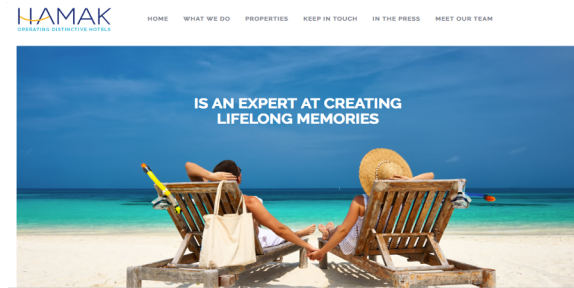 HAMAK
OPERATING DISTINCTIVE HOTELS
HOME WHAT WE DO PROPERTIES KEEP IN TOUCH IN THE PRESS MEET OUR TEAM
IS AN EXPERT AT CREATING
LIFELONG MEMORIES